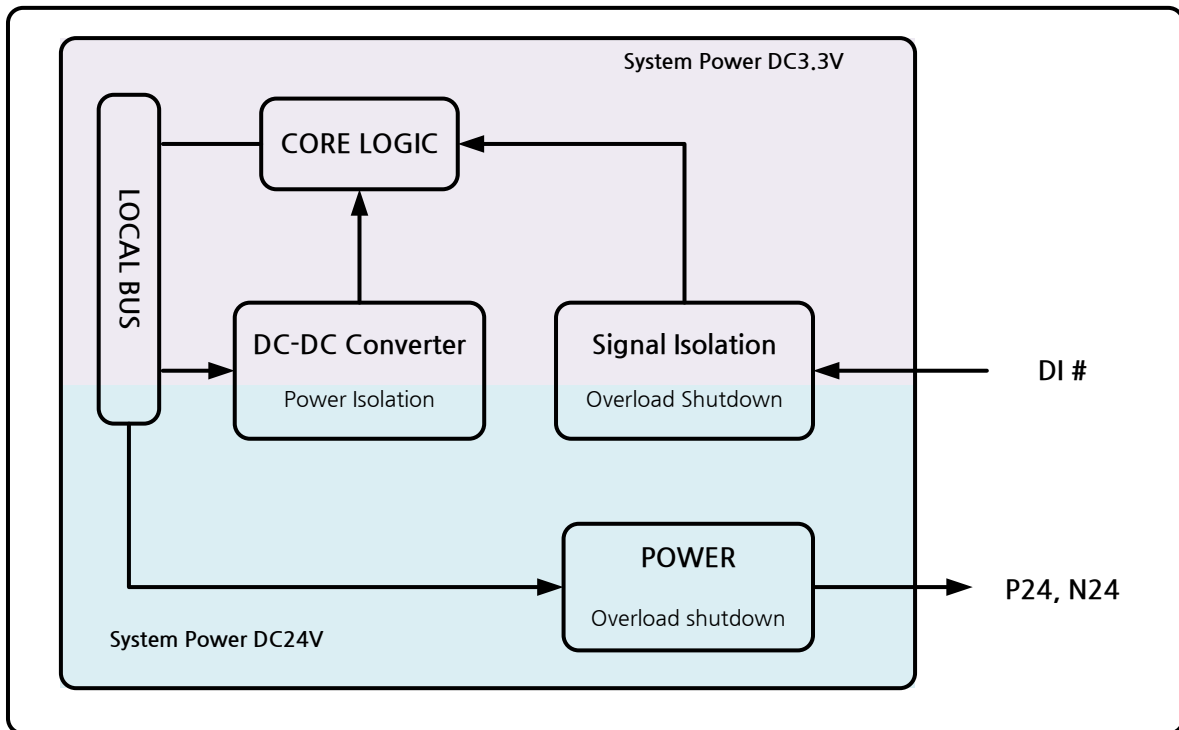 System Power DC3.3V
CORE LOGIC
LOCAL BUS
DC-DC Converter
Power Isolation
Signal Isolation
Overload Shutdown
DI #
POWER
Overload shutdown
P24, N24
System Power DC24V